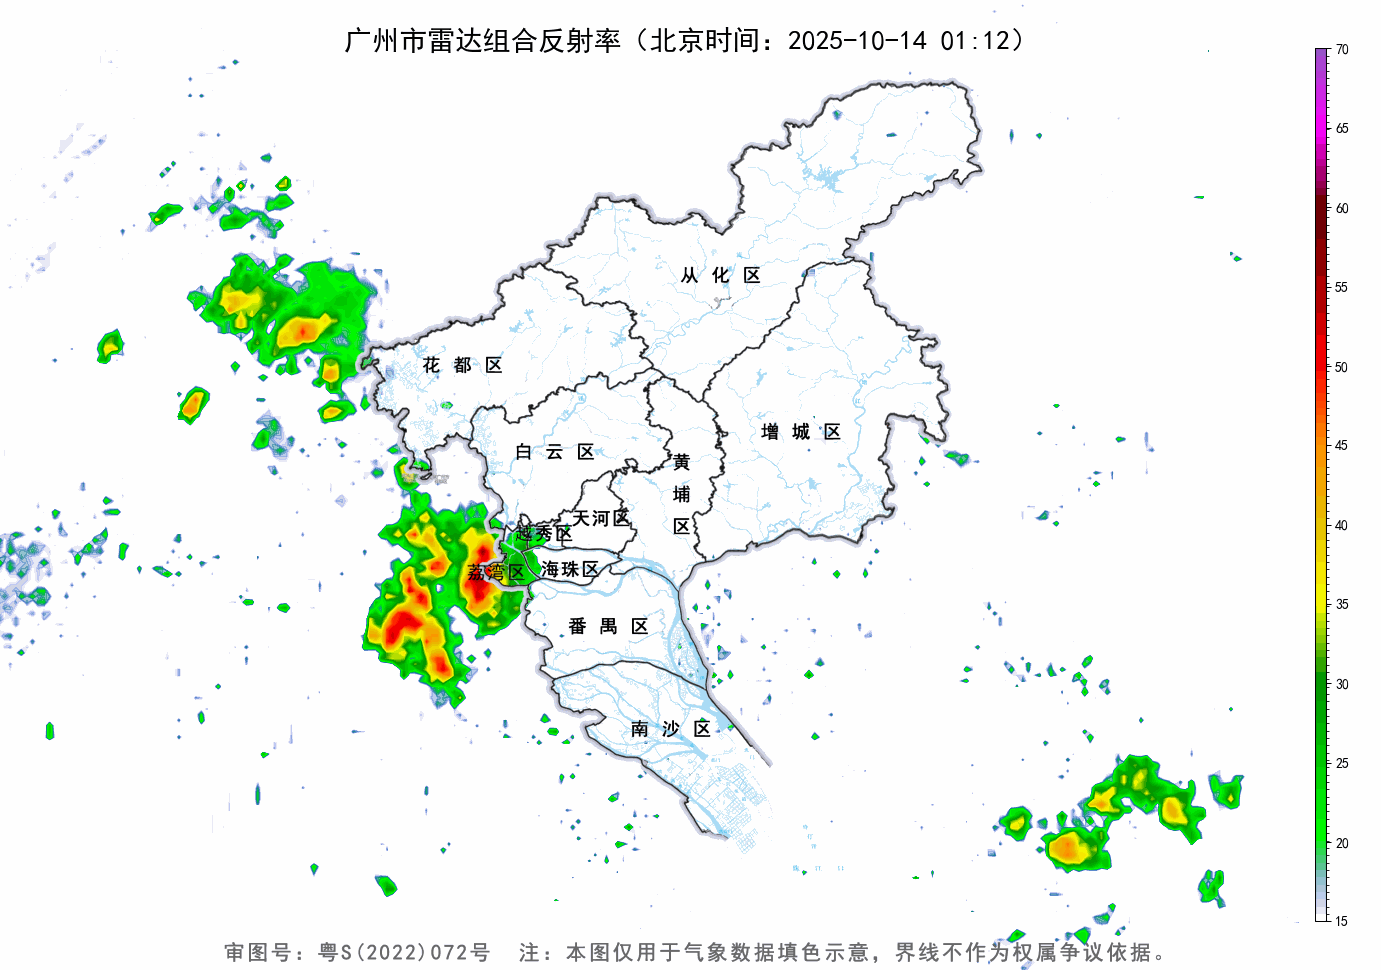 广州市雷达组合反射率（北京时间：2025-10-14 01:12）
70
65
60
55
50
45
40
35
30
25
20
15
从化区
花都区
增城区
白云区
黄埔区
天河区
越秀区
荔湾区
海珠区
番禺区
南沙区
审图号：粤S(2022)072号 注：本图仅用于气象数据填色示意，界线不作为权属争议依据。